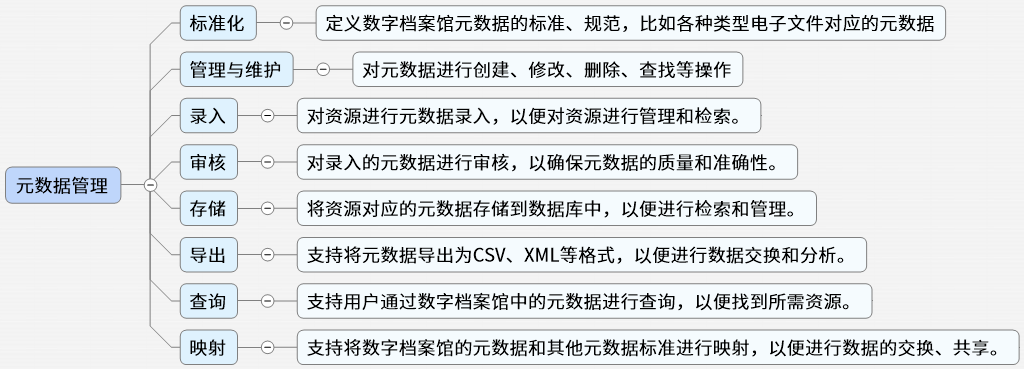 元数据管理
标准化
定义数字档案馆元数据的标准、规范，比如各种类型电子文件对应的元数据
管理与维护
对元数据进行创建、修改、删除、查找等操作
录入
对资源进行元数据录入，以便对资源进行管理和检索。
审核
对录入的元数据进行审核，以确保元数据的质量和准确性。
存储
将资源对应的元数据存储到数据库中，以便进行检索和管理。
导出
支持将元数据导出为CSV、XML等格式，以便进行数据交换和分析。
查询
支持用户通过数字档案馆中的元数据进行查询，以便找到所需资源。
映射
支持将数字档案馆的元数据和其他元数据标准进行映射，以便进行数据的交换、共享。